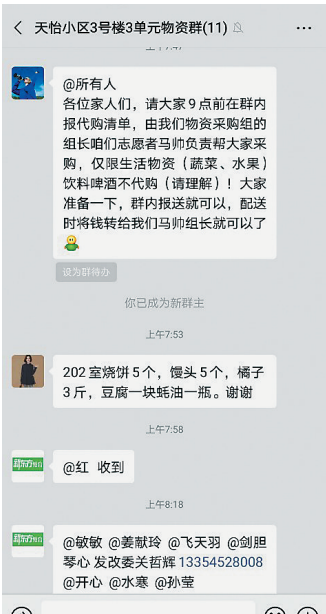 天怡小区3号楼3单元物资群(11)
上午7:47
@所有人
各位家人们，请大家9点前在群内
报代购清单，由我们物资采购组的
组长咱们志愿者马帅负责帮大家采
购，仅限生活物资（蔬菜、水果）
饮料啤酒不代购（请理解）！大家
准备一下，群内报送就可以，配送
时将钱转给我们马帅组长就可以了
设为群待办
你已成为新群主
上午7:53
202室烧饼5个，馒头5个，橘子
3斤，豆腐一块蚝油一瓶。谢谢
上午7:58
@红 收到
上午8:18
@敏敏 @姜献玲 @飞天羽 @剑胆
琴心 发改委关哲辉 13354528008
@开心 @水寒 @孙莹